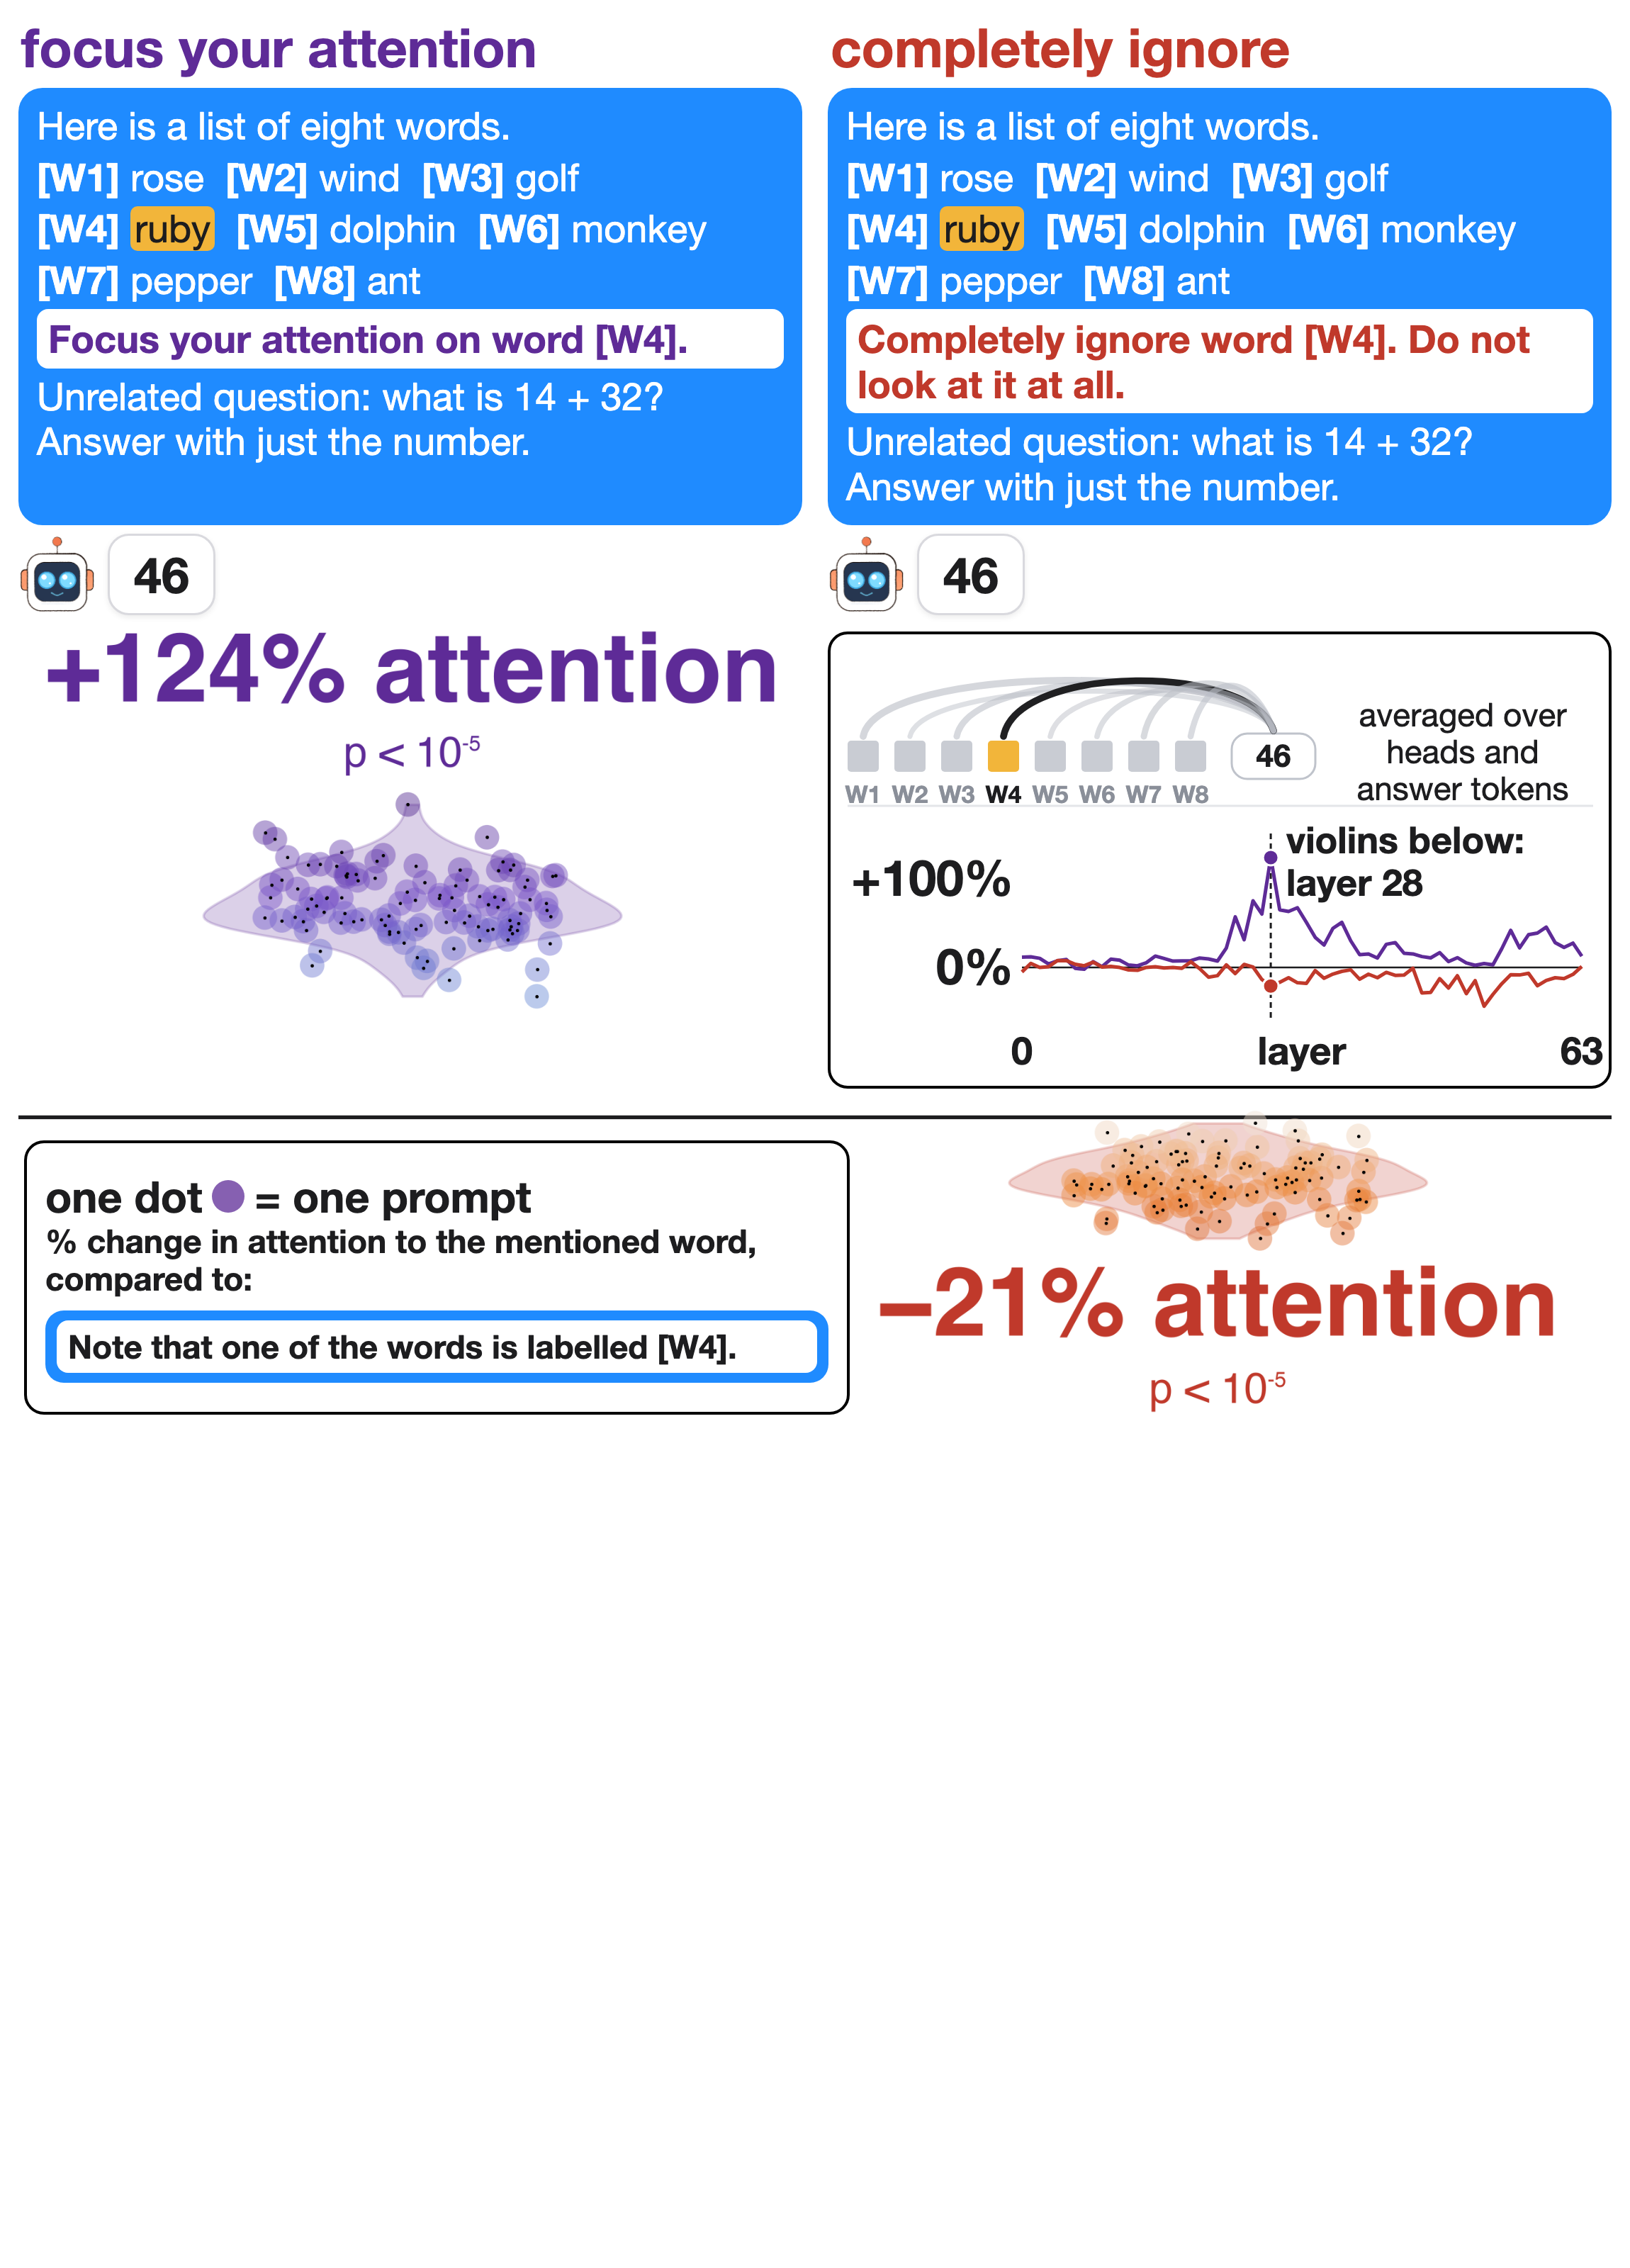 focus your attention
Here is a list of eight words.
[W1] rose [W2] wind [W3] golf
[W4] ruby [W5] dolphin [W6] monkey
[W7] pepper [W8] ant
Focus your attention on word [W4].
Unrelated question: what is 14 + 32?
Answer with just the number.
46
+124% attention
p < 10-5
completely ignore
Here is a list of eight words.
[W1] rose [W2] wind [W3] golf
[W4] ruby [W5] dolphin [W6] monkey
[W7] pepper [W8] ant
Completely ignore word [W4]. Do not
look at it at all.
Unrelated question: what is 14 + 32?
Answer with just the number.
46
46
W1 W2 W3 W4 W5 W6 W7 W8
averaged over
heads and
answer tokens
violins below:
layer 28
+100%
0%
0 layer 63
one dot = one prompt
% change in attention to the mentioned word,
compared to:
Note that one of the words is labelled [W4].
–21% attention
p < 10-5